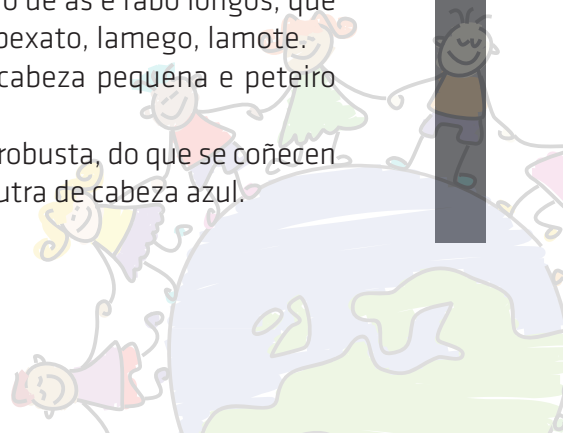 o de ás e rabo longos, que
pexato, lamego, lamote.
cabeza pequena e peteiro
robusta, do que se coñecen
utra de cabeza azul.